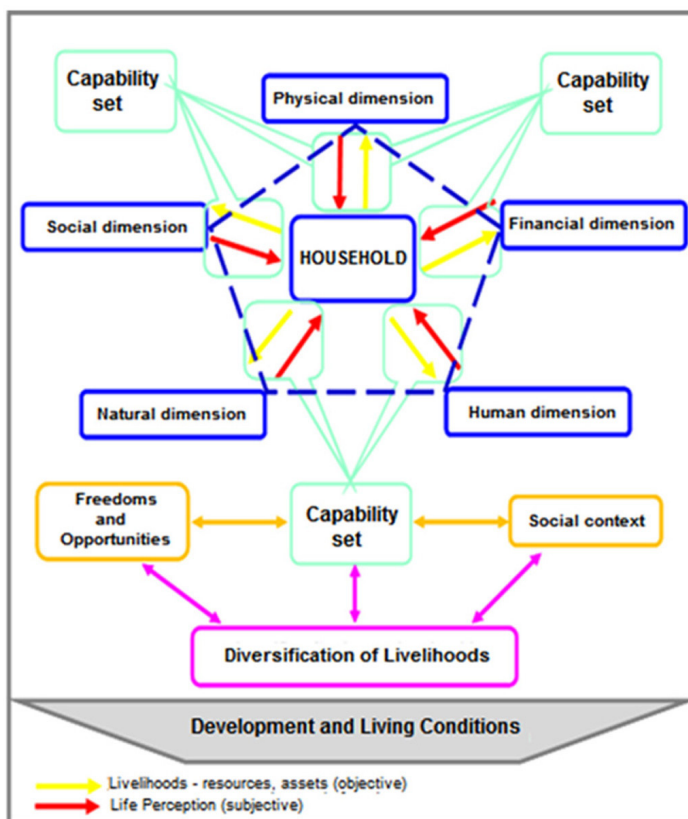 Capability
set
Capability
set
Physical dimension
Social dimension
Financial dimension
HOUSEHOLD
Natural dimension
Human dimension
Freedoms
and
Opportunities
Capability
set
Social context
Diversification of Livelihoods
Development and Living Conditions
Livelihoods - resources, assets (objective)
Life Perception (subjective)